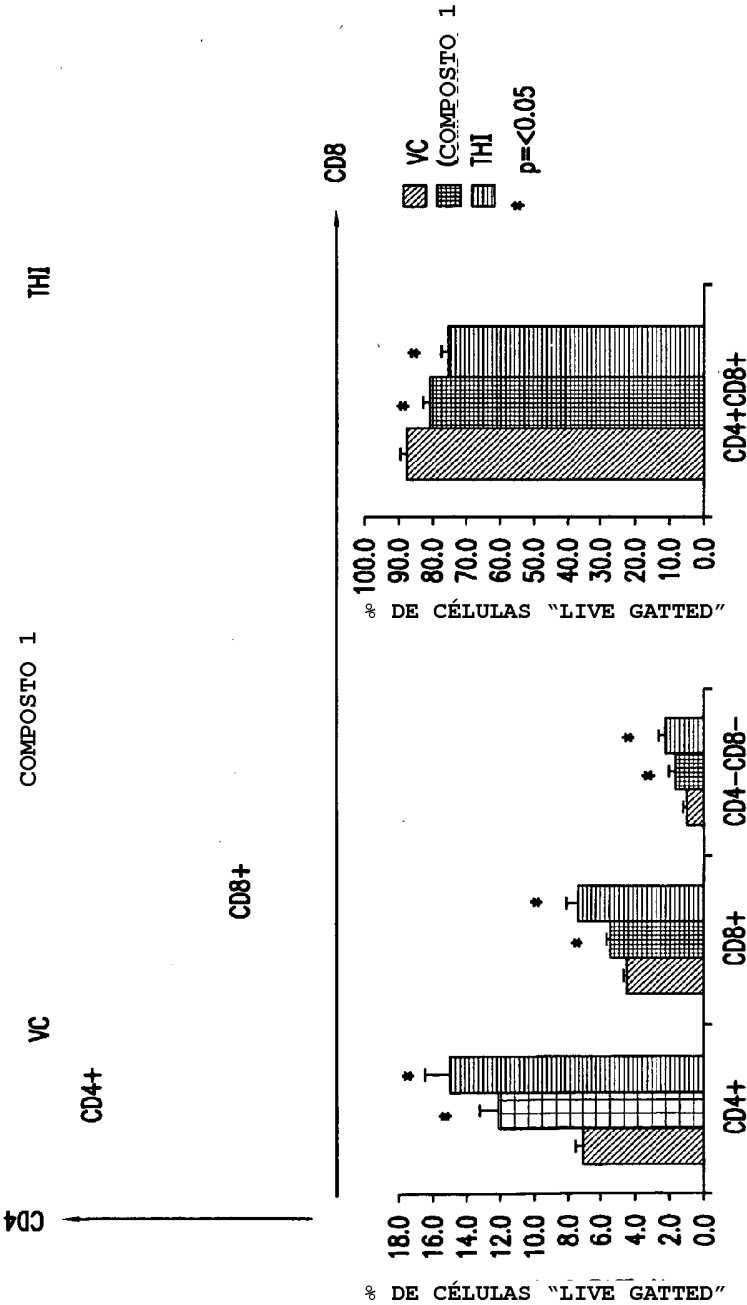 VC
COMPOSTO 1
THI
CD4
CD4+
CD8+
CD8
18.0
16.0
14.0
12.0
10.0
8.0
6.0
4.0
2.0
0.0
% DE CÉLULAS “LIVE GATTED”
*
*
*
*
*
*
CD4+
CD8+
CD4-CD8-
100.0
90.0
80.0
70.0
60.0
50.0
40.0
30.0
20.0
10.0
0.0
% DE CÉLULAS “LIVE GATTED”
*
*
CD4+CD8+
VC
(COMPOSTO 1
THI
* p=<0.05